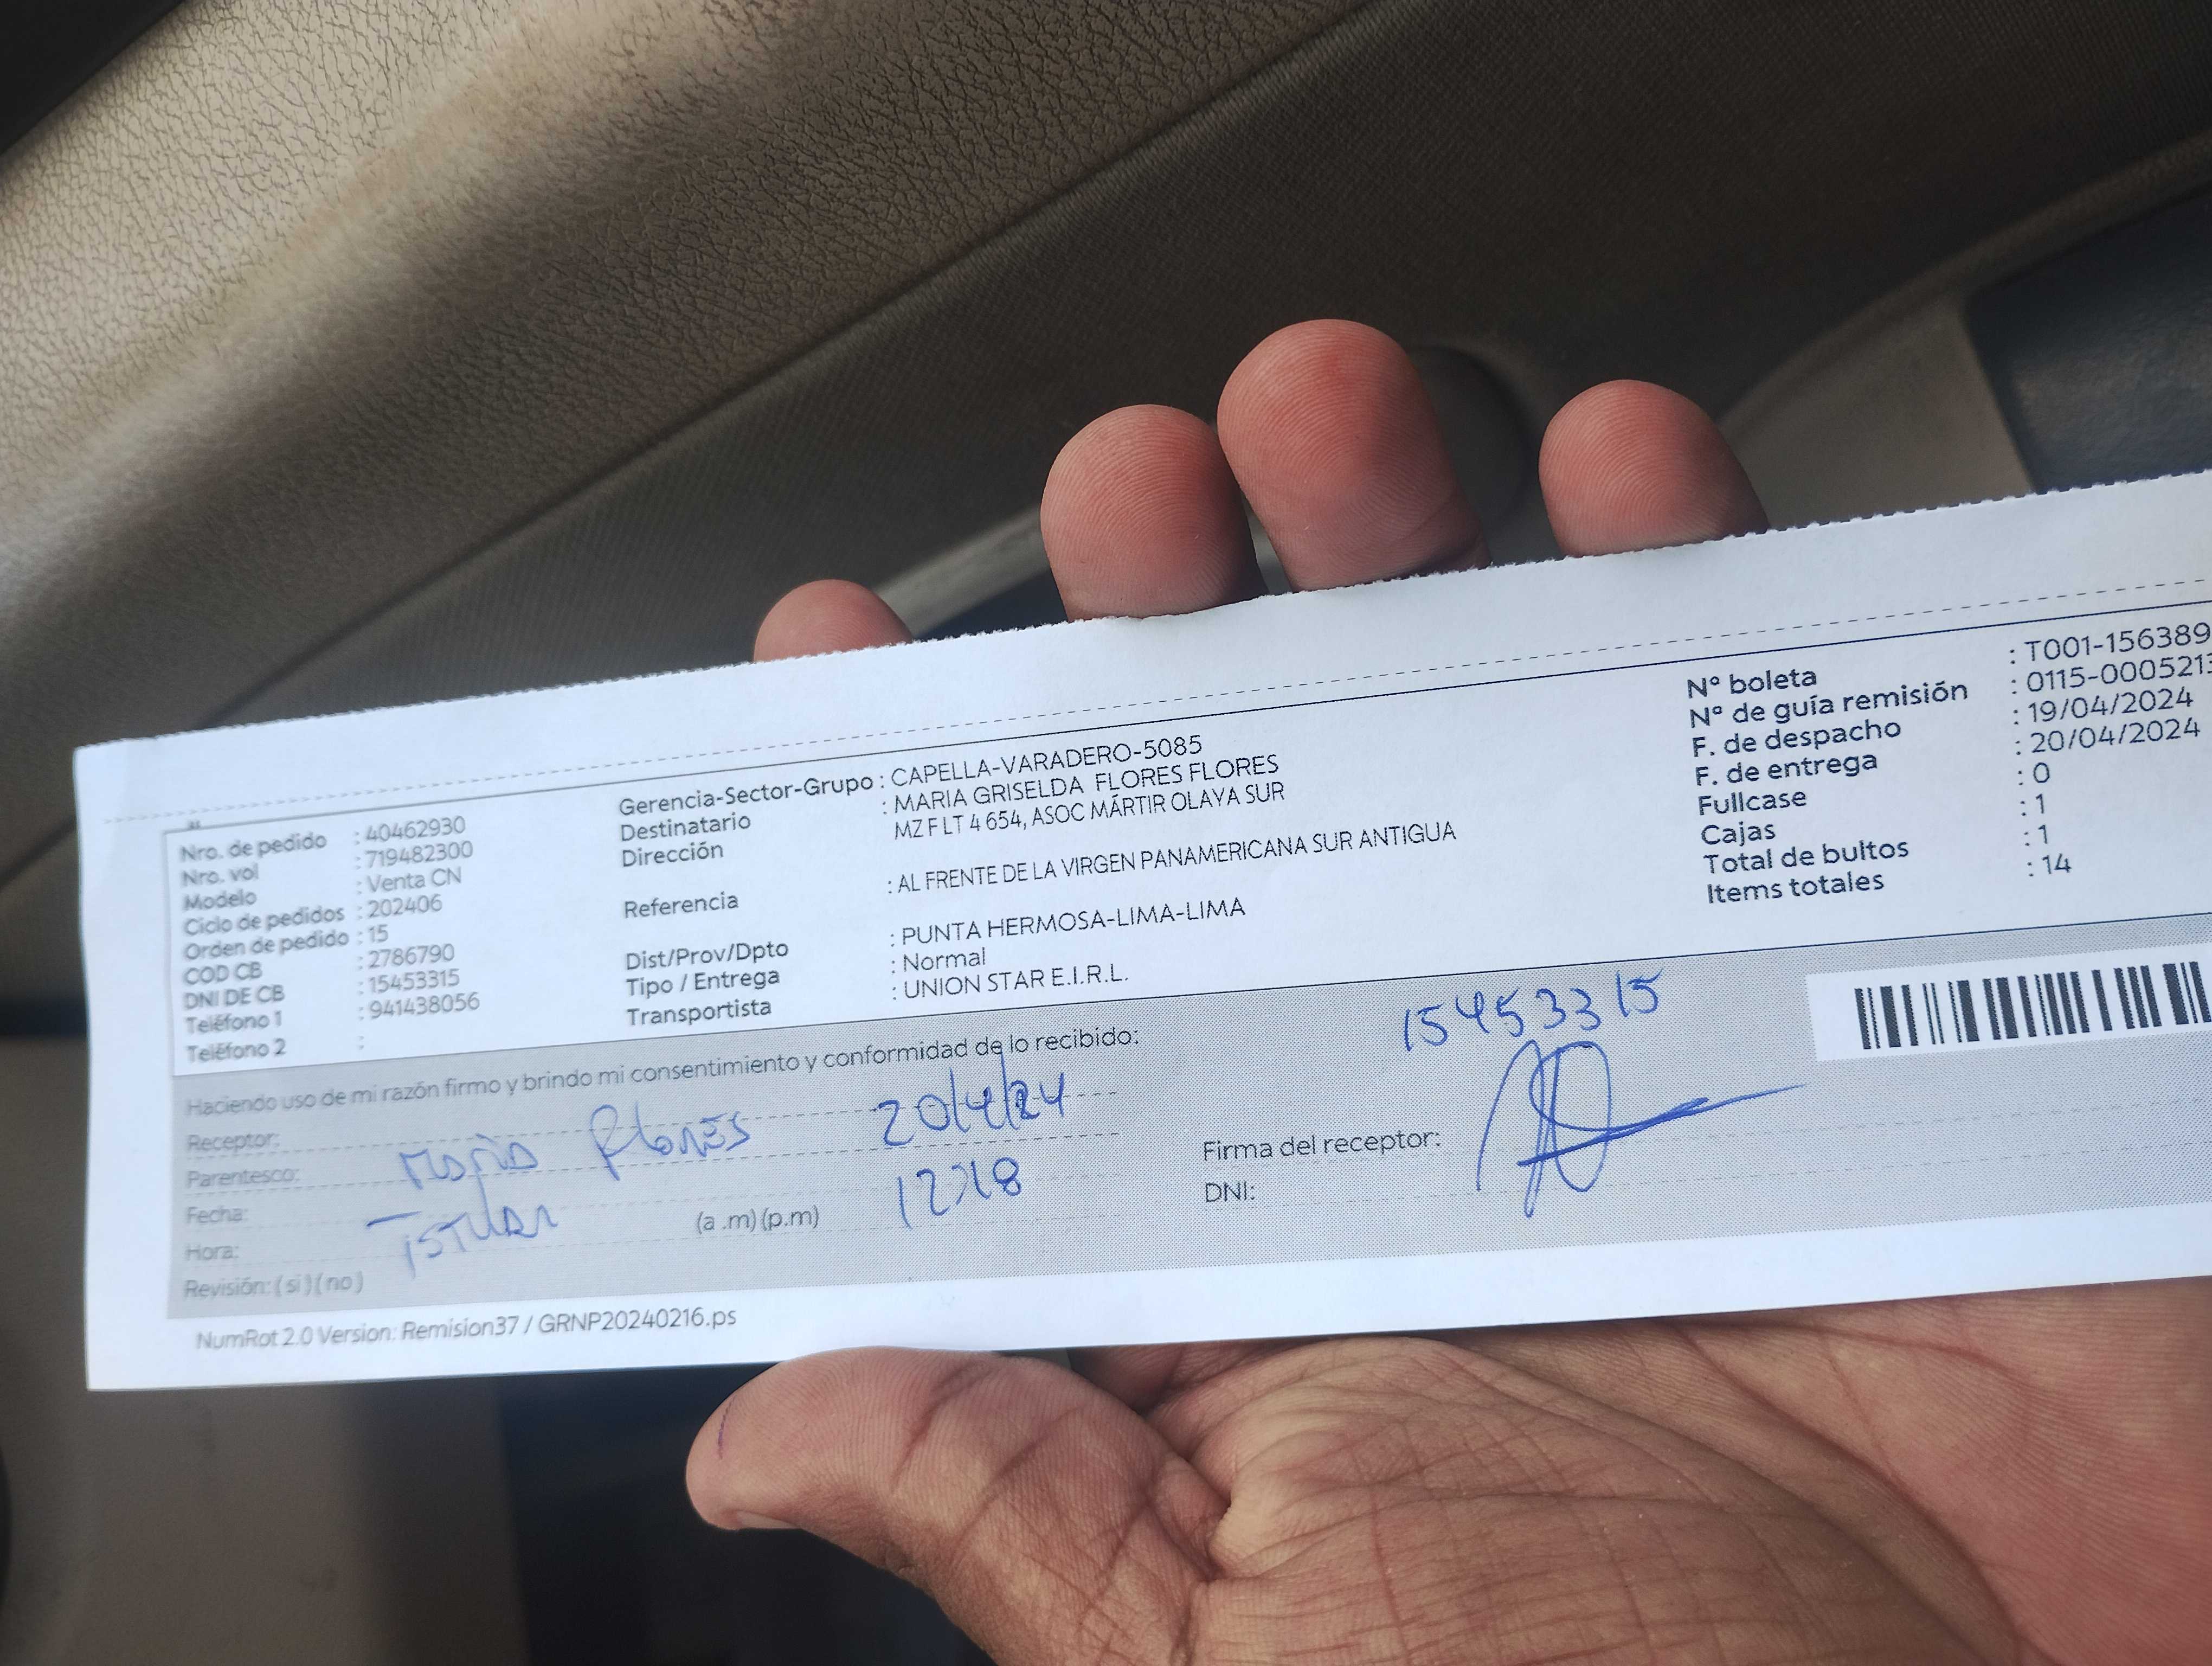 Nro. de pedido : 40462930
Nro. vol : 719482300
Modelo : Venta CN
Ciclo de pedidos : 202406
Orden de pedido : 15
COD CB : 2786790
DNI DE CB : 15453315
Teléfono 1 : 941438056
Teléfono 2 :
Gerencia-Sector-Grupo : CAPELLA-VARADERO-5085
Destinatario : MARIA GRISELDA FLORES FLORES
Dirección MZ F LT 4 654, ASOC MÁRTIR OLAYA SUR
Referencia : AL FRENTE DE LA VIRGEN PANAMERICANA SUR ANTIGUA
Dist/Prov/Dpto : PUNTA HERMOSA-LIMA-LIMA
Tipo / Entrega : Normal
Transportista : UNION STAR E.I.R.L.
N° boleta : T001-156389
N° de guía remisión : 0115-0005213
F. de despacho : 19/04/2024
F. de entrega : 20/04/2024
Fullcase : 0
Cajas : 1
Total de bultos : 1
Items totales : 14
Haciendo uso de mi razón firmo y brindo mi consentimiento y conformidad de lo recibido:
Receptor: Maria Flores
Parentesco: Titular
Fecha: 20/4/24
Hora: (a .m) (p.m) 12:18
Revisión: ( si ) ( no )
Firma del receptor:
DNI: 15453315
NumRot 2.0 Version: Remision37 / GRNP20240216.ps